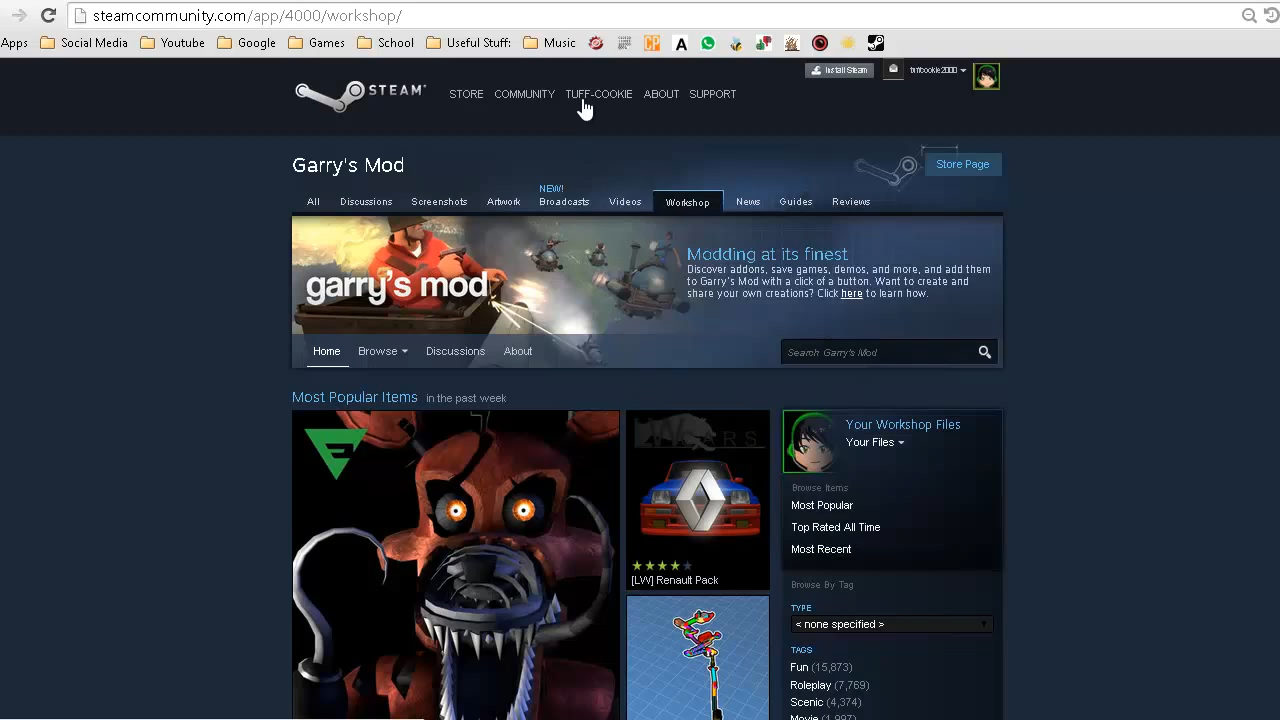 steamcommunity.com/app/4000/workshop/
Apps Social Media Youtube Google Games School Useful Stuff: Music CP A
Install Steam
STEAM STORE COMMUNITY TUFF-COOKIE ABOUT SUPPORT
Garry's Mod
Store Page
NEW!
All Discussions Screenshots Artwork Broadcasts Videos Workshop News Guides Reviews
garry's mod
Modding at its finest
Discover addons, save games, demos, and more, and add them
to Garry's Mod with a click of a button. Want to create and
share your own creations? Click here to learn how.
Home Browse Discussions About
Search Garry's Mod
Most Popular Items in the past week
Your Workshop Files
Your Files
Browse Items
Most Popular
Top Rated All Time
Most Recent
[LW] Renault Pack
Browse By Tag
TYPE
< none specified >
TAGS
Fun (15,873)
Roleplay (7,769)
Scenic (4,374)
Movie (1,997)